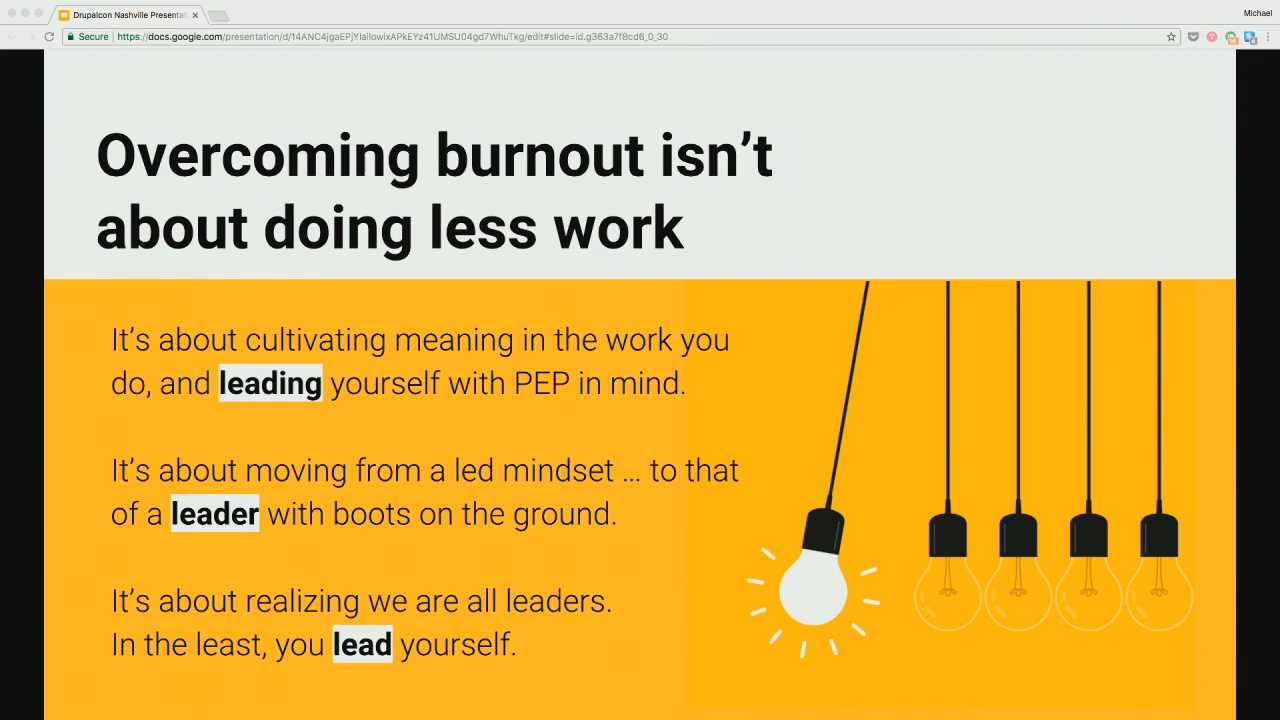 Drupalcon Nashville Presentat
Michael
Secure
https://docs.google.com/presentation/d/14ANC4jgaEPjYlailowixAPkEYz41UMSU04gd7WhuTkg/edit#slide=id.g363a7f8cd6_0_30
Overcoming burnout isn’t
about doing less work
It’s about cultivating meaning in the work you
do, and leading yourself with PEP in mind.
It’s about moving from a led mindset ... to that
of a leader with boots on the ground.
It’s about realizing we are all leaders.
In the least, you lead yourself.